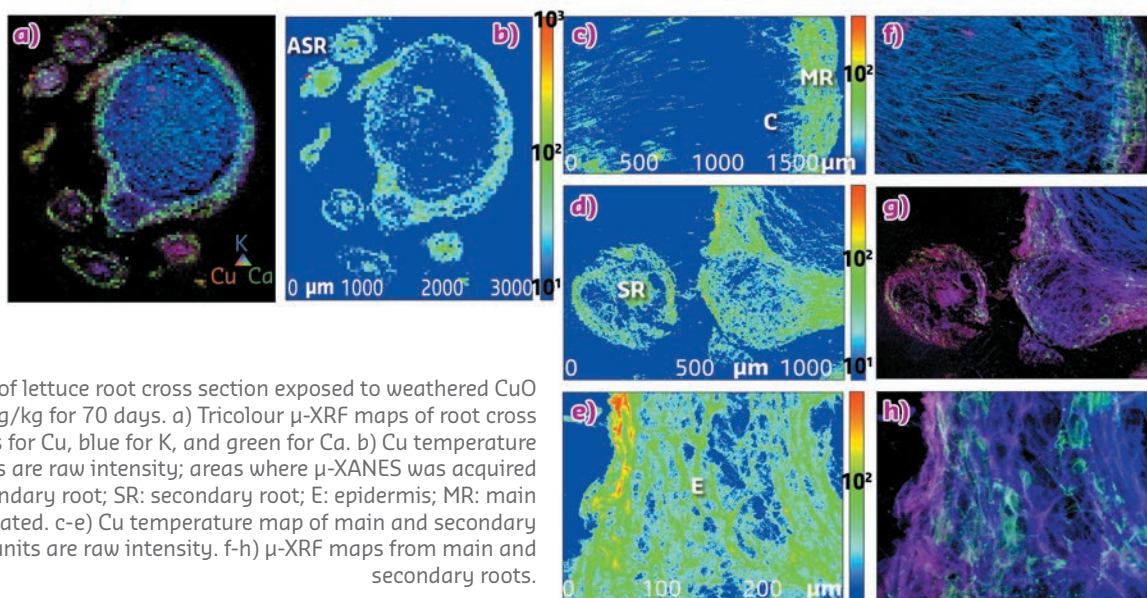 a)
K
Cu Ca
b)
ASR
0 µm 1000 2000 3000
10³
10²
10¹
c)
MR
C
0 500 1000 1500 µm
10²
f)
d)
SR
0 500 µm 1000
10²
10¹
g)
e)
E
0 100 200 µm
10²
h)
of lettuce root cross section exposed to weathered CuO
g/kg for 70 days. a) Tricolour µ-XRF maps of root cross
s for Cu, blue for K, and green for Ca. b) Cu temperature
s are raw intensity; areas where µ-XANES was acquired
ndary root; SR: secondary root; E: epidermis; MR: main
ated. c-e) Cu temperature map of main and secondary
units are raw intensity. f-h) µ-XRF maps from main and
secondary roots.